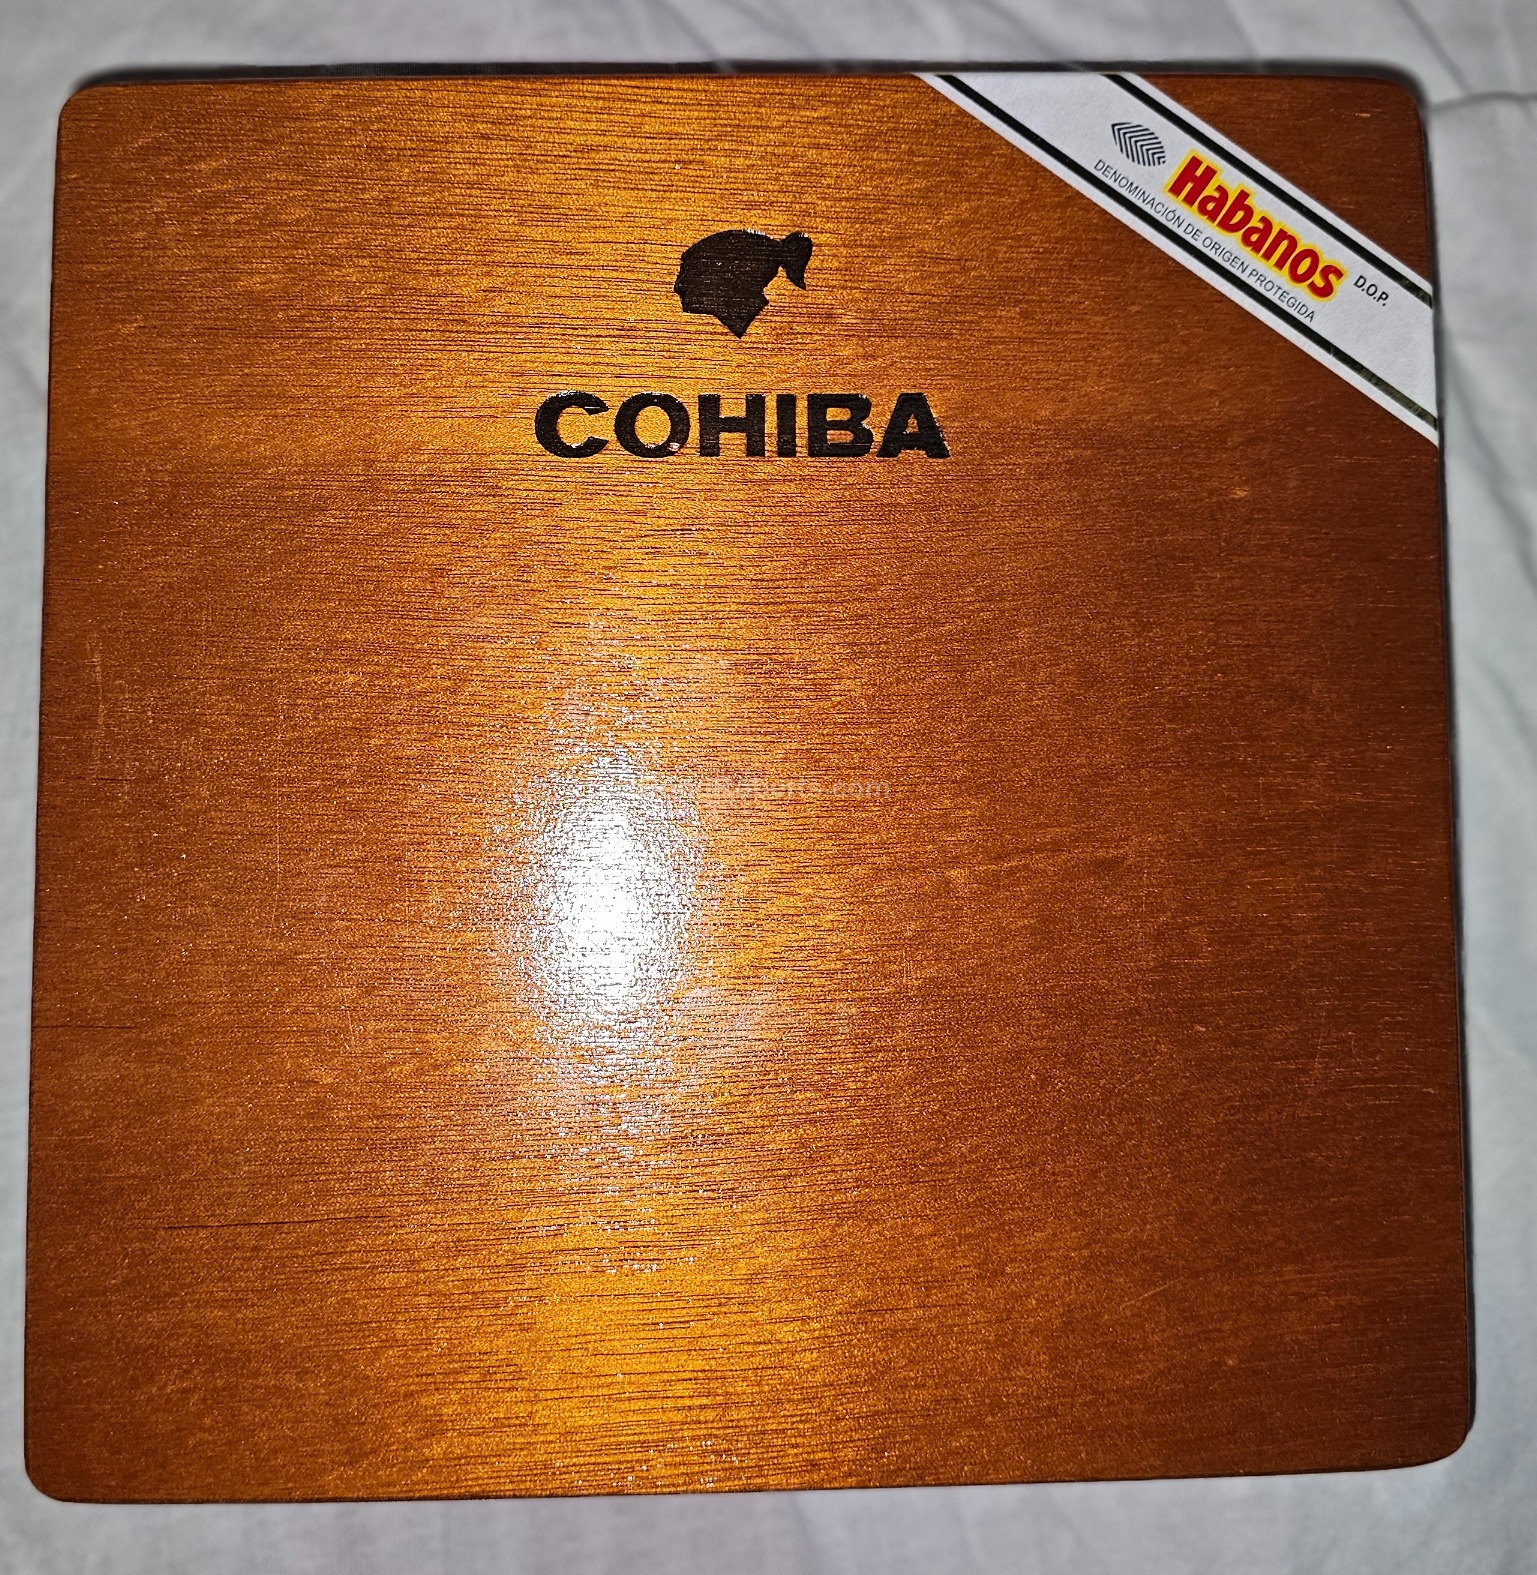 Habanos D.O.P.
DENOMINACIÓN DE ORIGEN PROTEGIDA
COHIBA